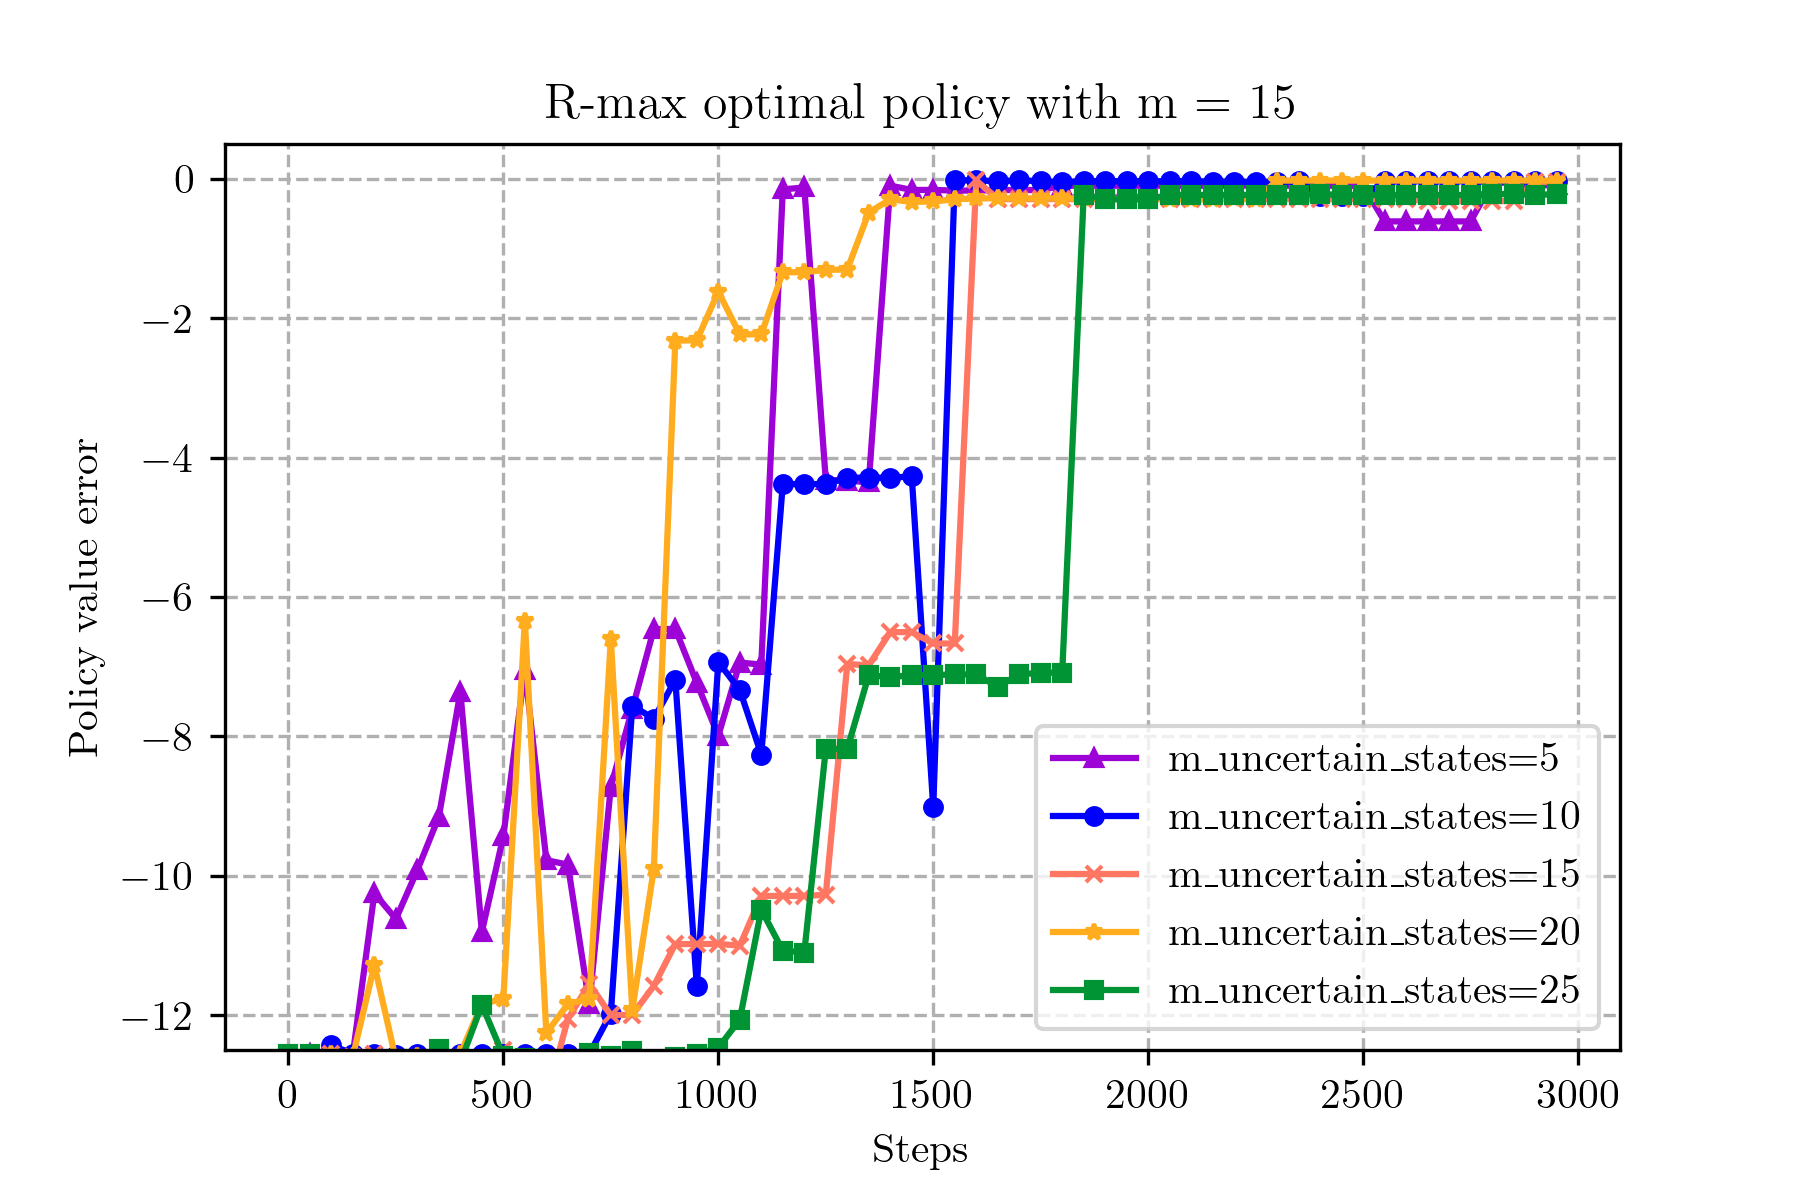 R-max optimal policy with m = 15
Policy value error
0
−2
−4
−6
−8
−10
−12
0 500 1000 1500 2000 2500 3000
Steps
m_uncertain_states=5
m_uncertain_states=10
m_uncertain_states=15
m_uncertain_states=20
m_uncertain_states=25